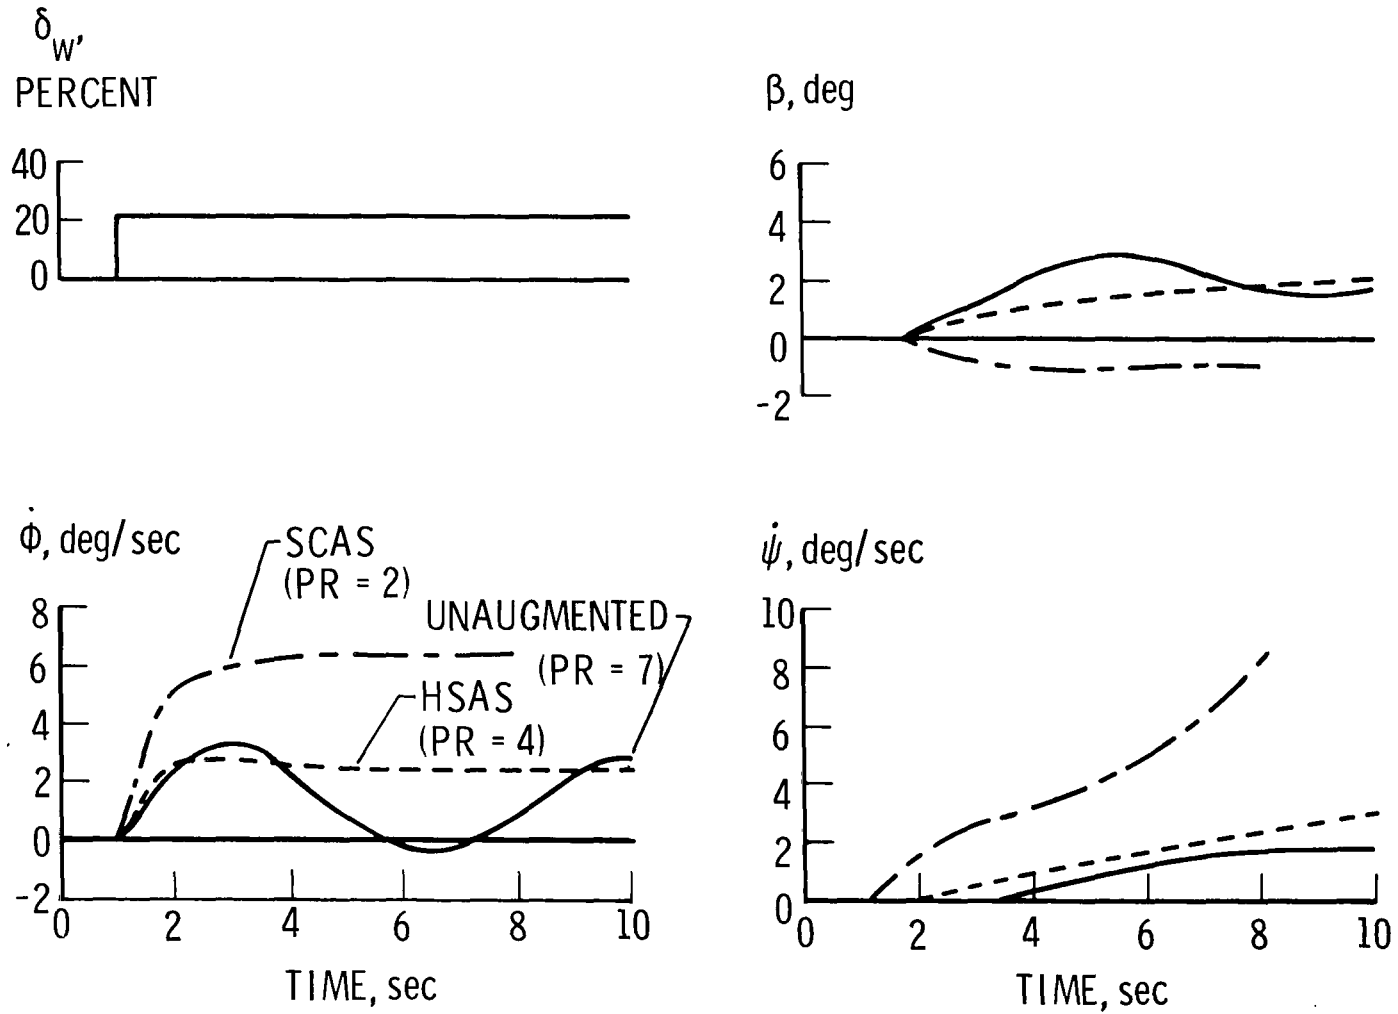 δW,
PERCENT
40
20
0
β, deg
6
4
2
0
-2
Φ̇, deg/sec
SCAS
(PR = 2)
UNAUGMENTED
(PR = 7)
HSAS
(PR = 4)
8
6
4
2
0
-2
0 2 4 6 8 10
TIME, sec
ψ̇, deg/sec
10
8
6
4
2
0
0 2 4 6 8 10
TIME, sec